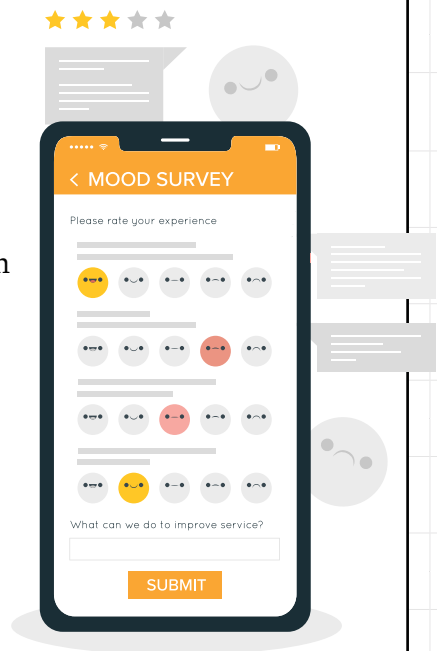 MOOD SURVEY
Please rate your experience
What can we do to improve service?
SUBMIT